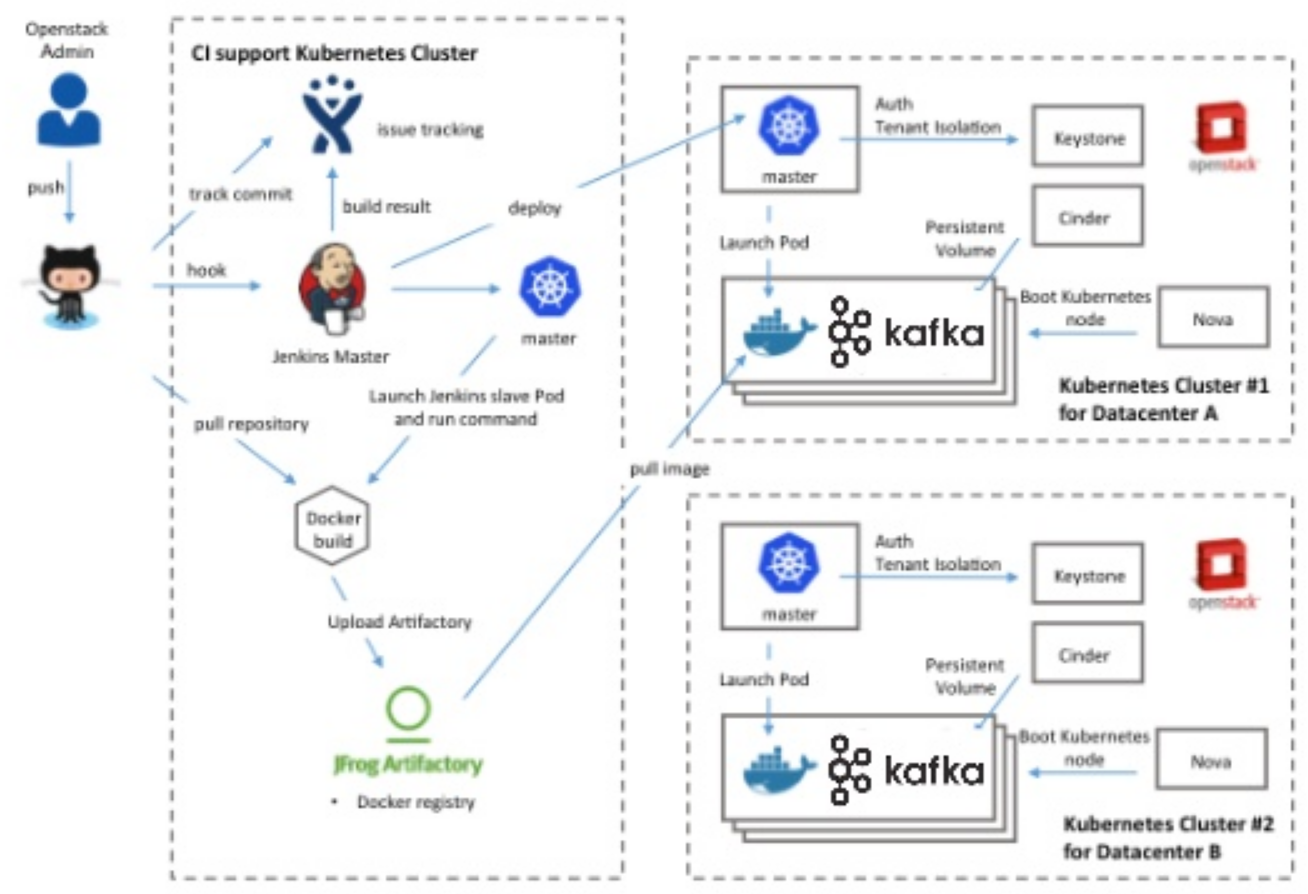 Openstack
Admin
push
CI support Kubernetes Cluster
issue tracking
track commit
build result
deploy
hook
Jenkins Master
master
Launch Jenkins slave Pod
and run command
pull repository
Docker
build
Upload Artifactory
JFrog Artifactory
• Docker registry
pull image
master
Auth
Tenant Isolation
Keystone
openstack
Cinder
Persistent
Volume
Launch Pod
kafka
Boot Kubernetes
node
Nova
Kubernetes Cluster #1
for Datacenter A
master
Auth
Tenant Isolation
Keystone
openstack
Cinder
Persistent
Volume
Launch Pod
kafka
Boot Kubernetes
node
Nova
Kubernetes Cluster #2
for Datacenter B